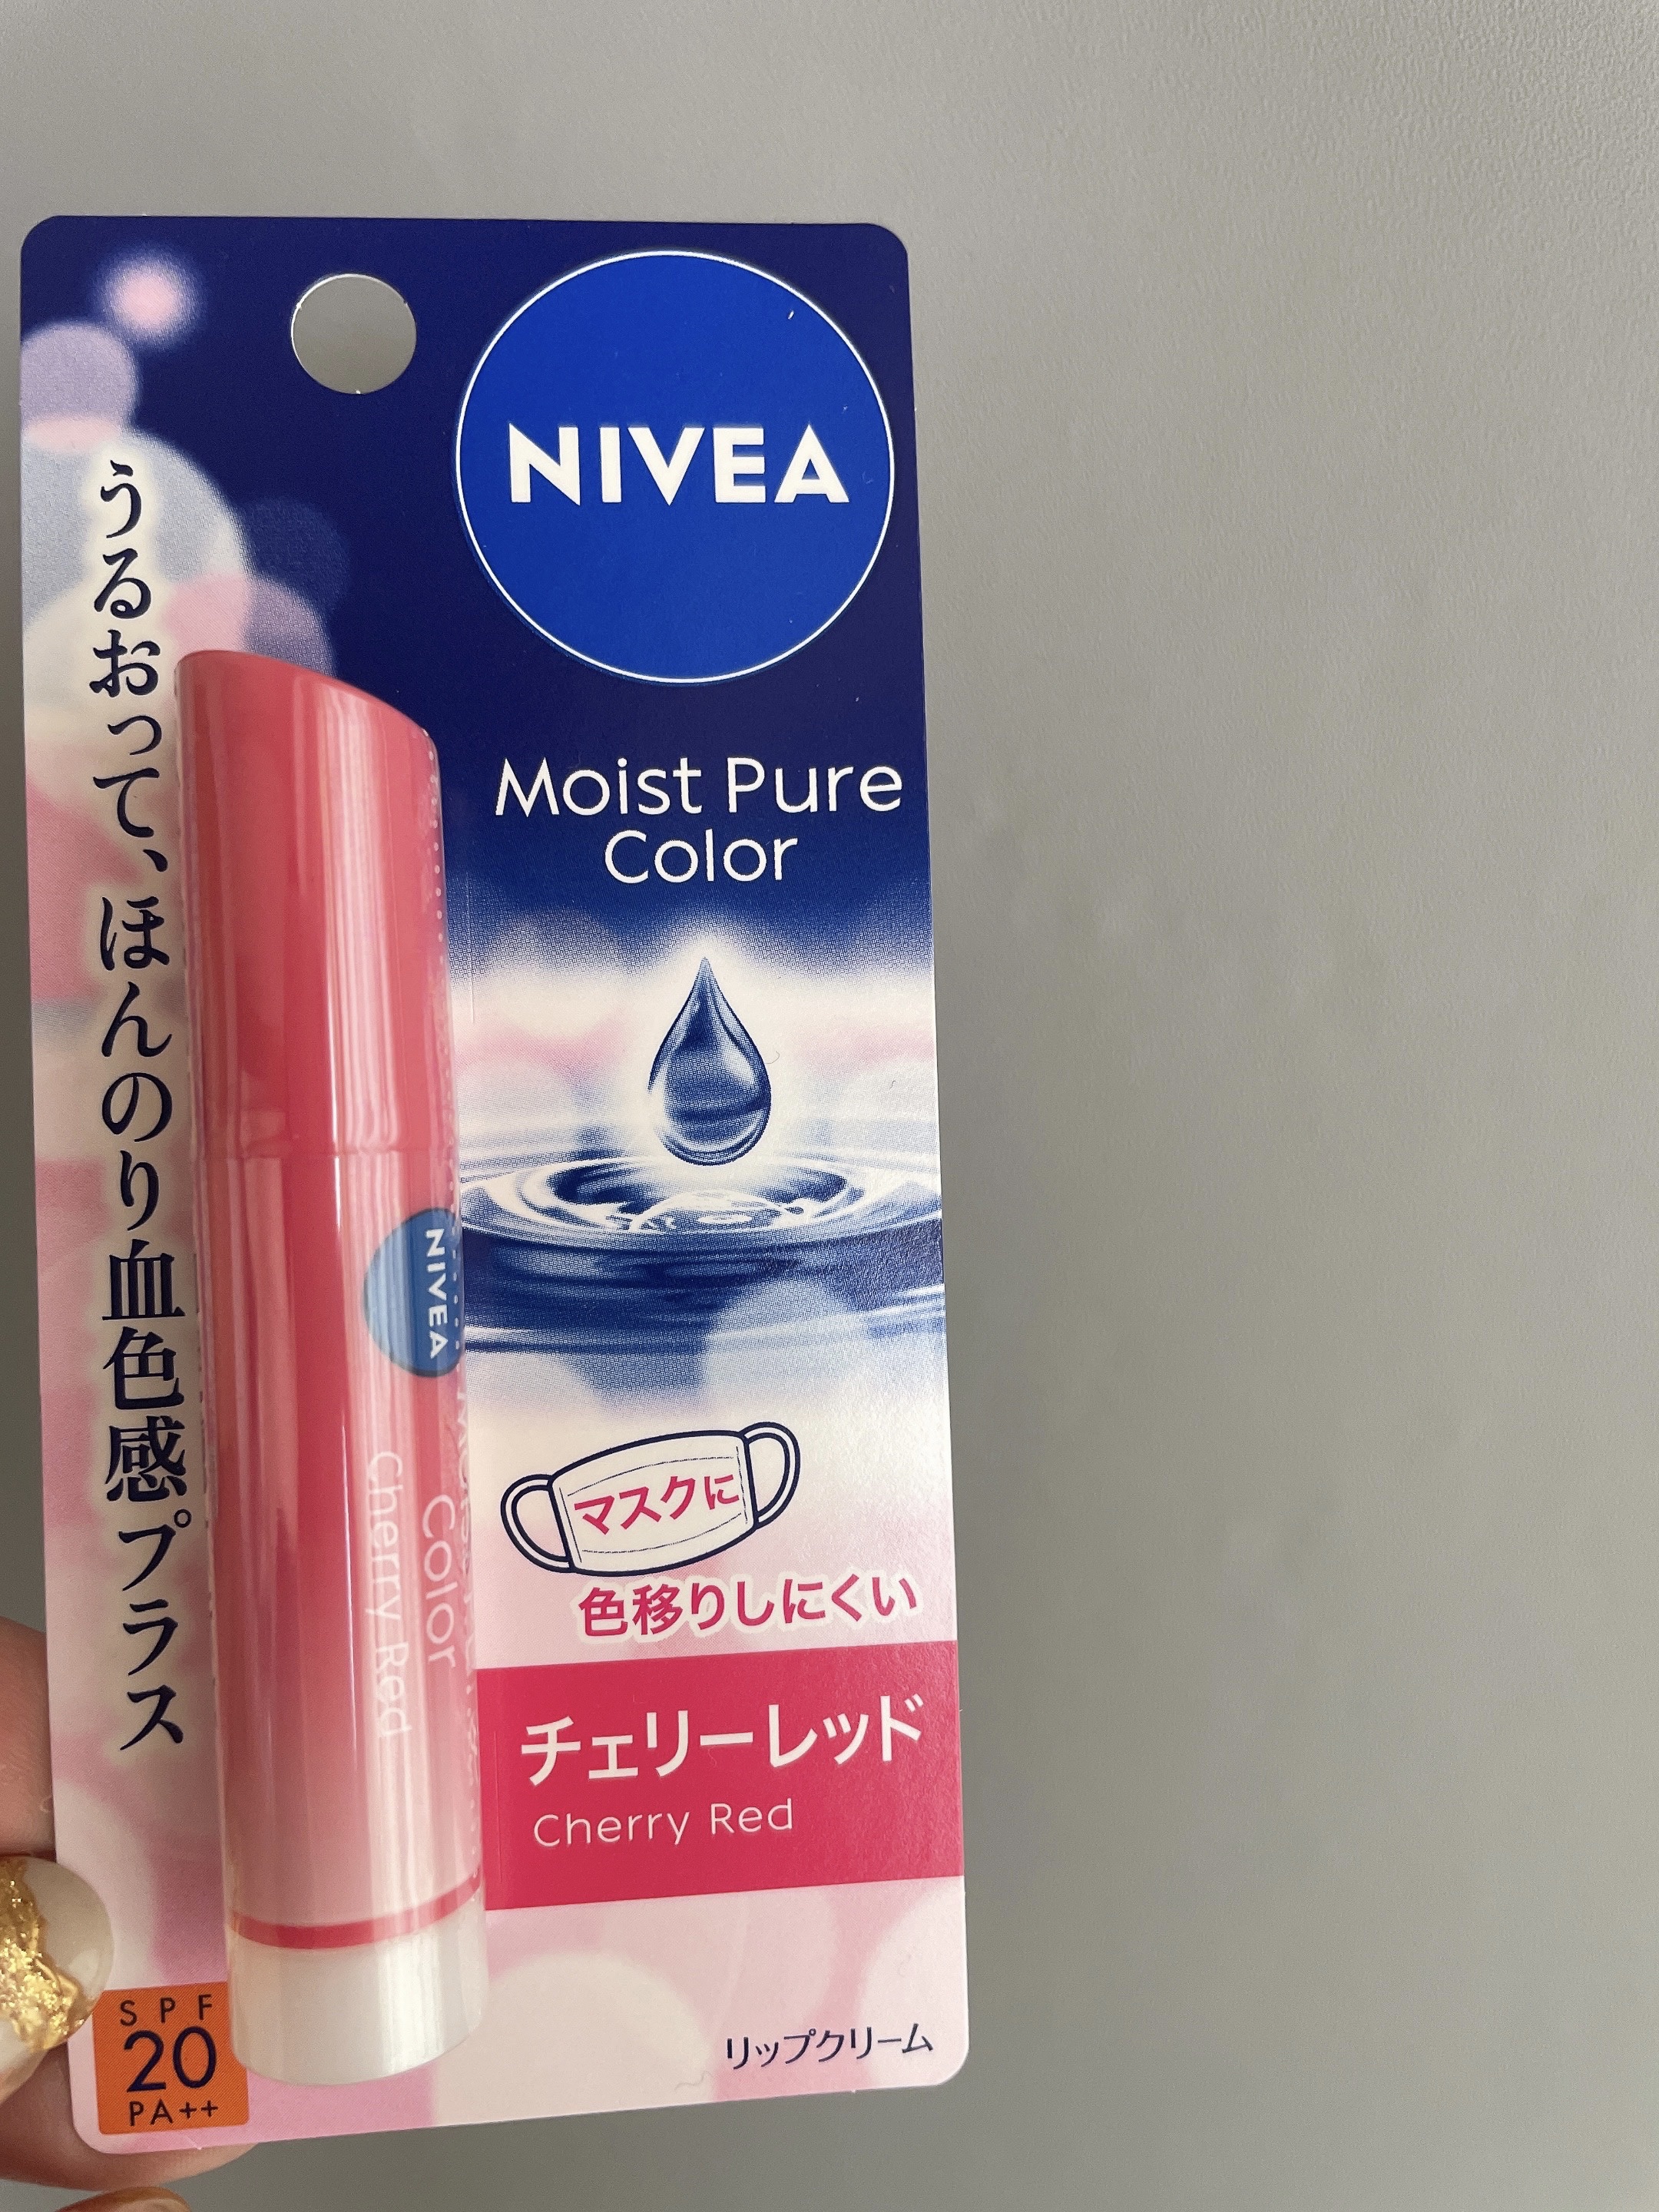 NIVEA
Moist Pure
Color
うるおって、ほんのり血色感プラス
NIVEA
Color
Cherry Red
マスクに
色移りしにくい
チェリーレッド
Cherry Red
SPF
20
PA++
リップクリーム